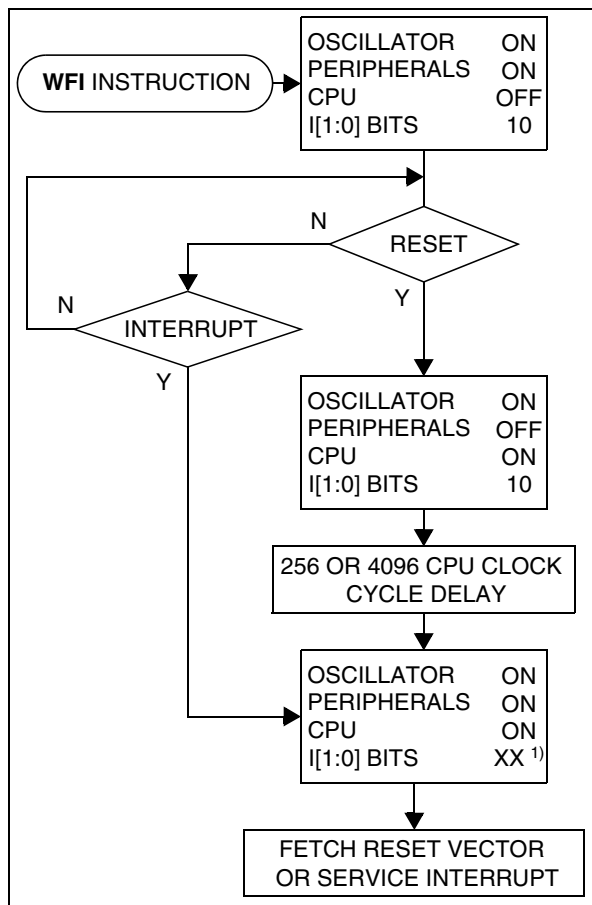 WFI INSTRUCTION
OSCILLATOR ON
PERIPHERALS ON
CPU OFF
I[1:0] BITS 10
N
RESET
N
INTERRUPT
Y
Y
OSCILLATOR ON
PERIPHERALS OFF
CPU ON
I[1:0] BITS 10
256 OR 4096 CPU CLOCK
CYCLE DELAY
OSCILLATOR ON
PERIPHERALS ON
CPU ON
I[1:0] BITS XX 1)
FETCH RESET VECTOR
OR SERVICE INTERRUPT